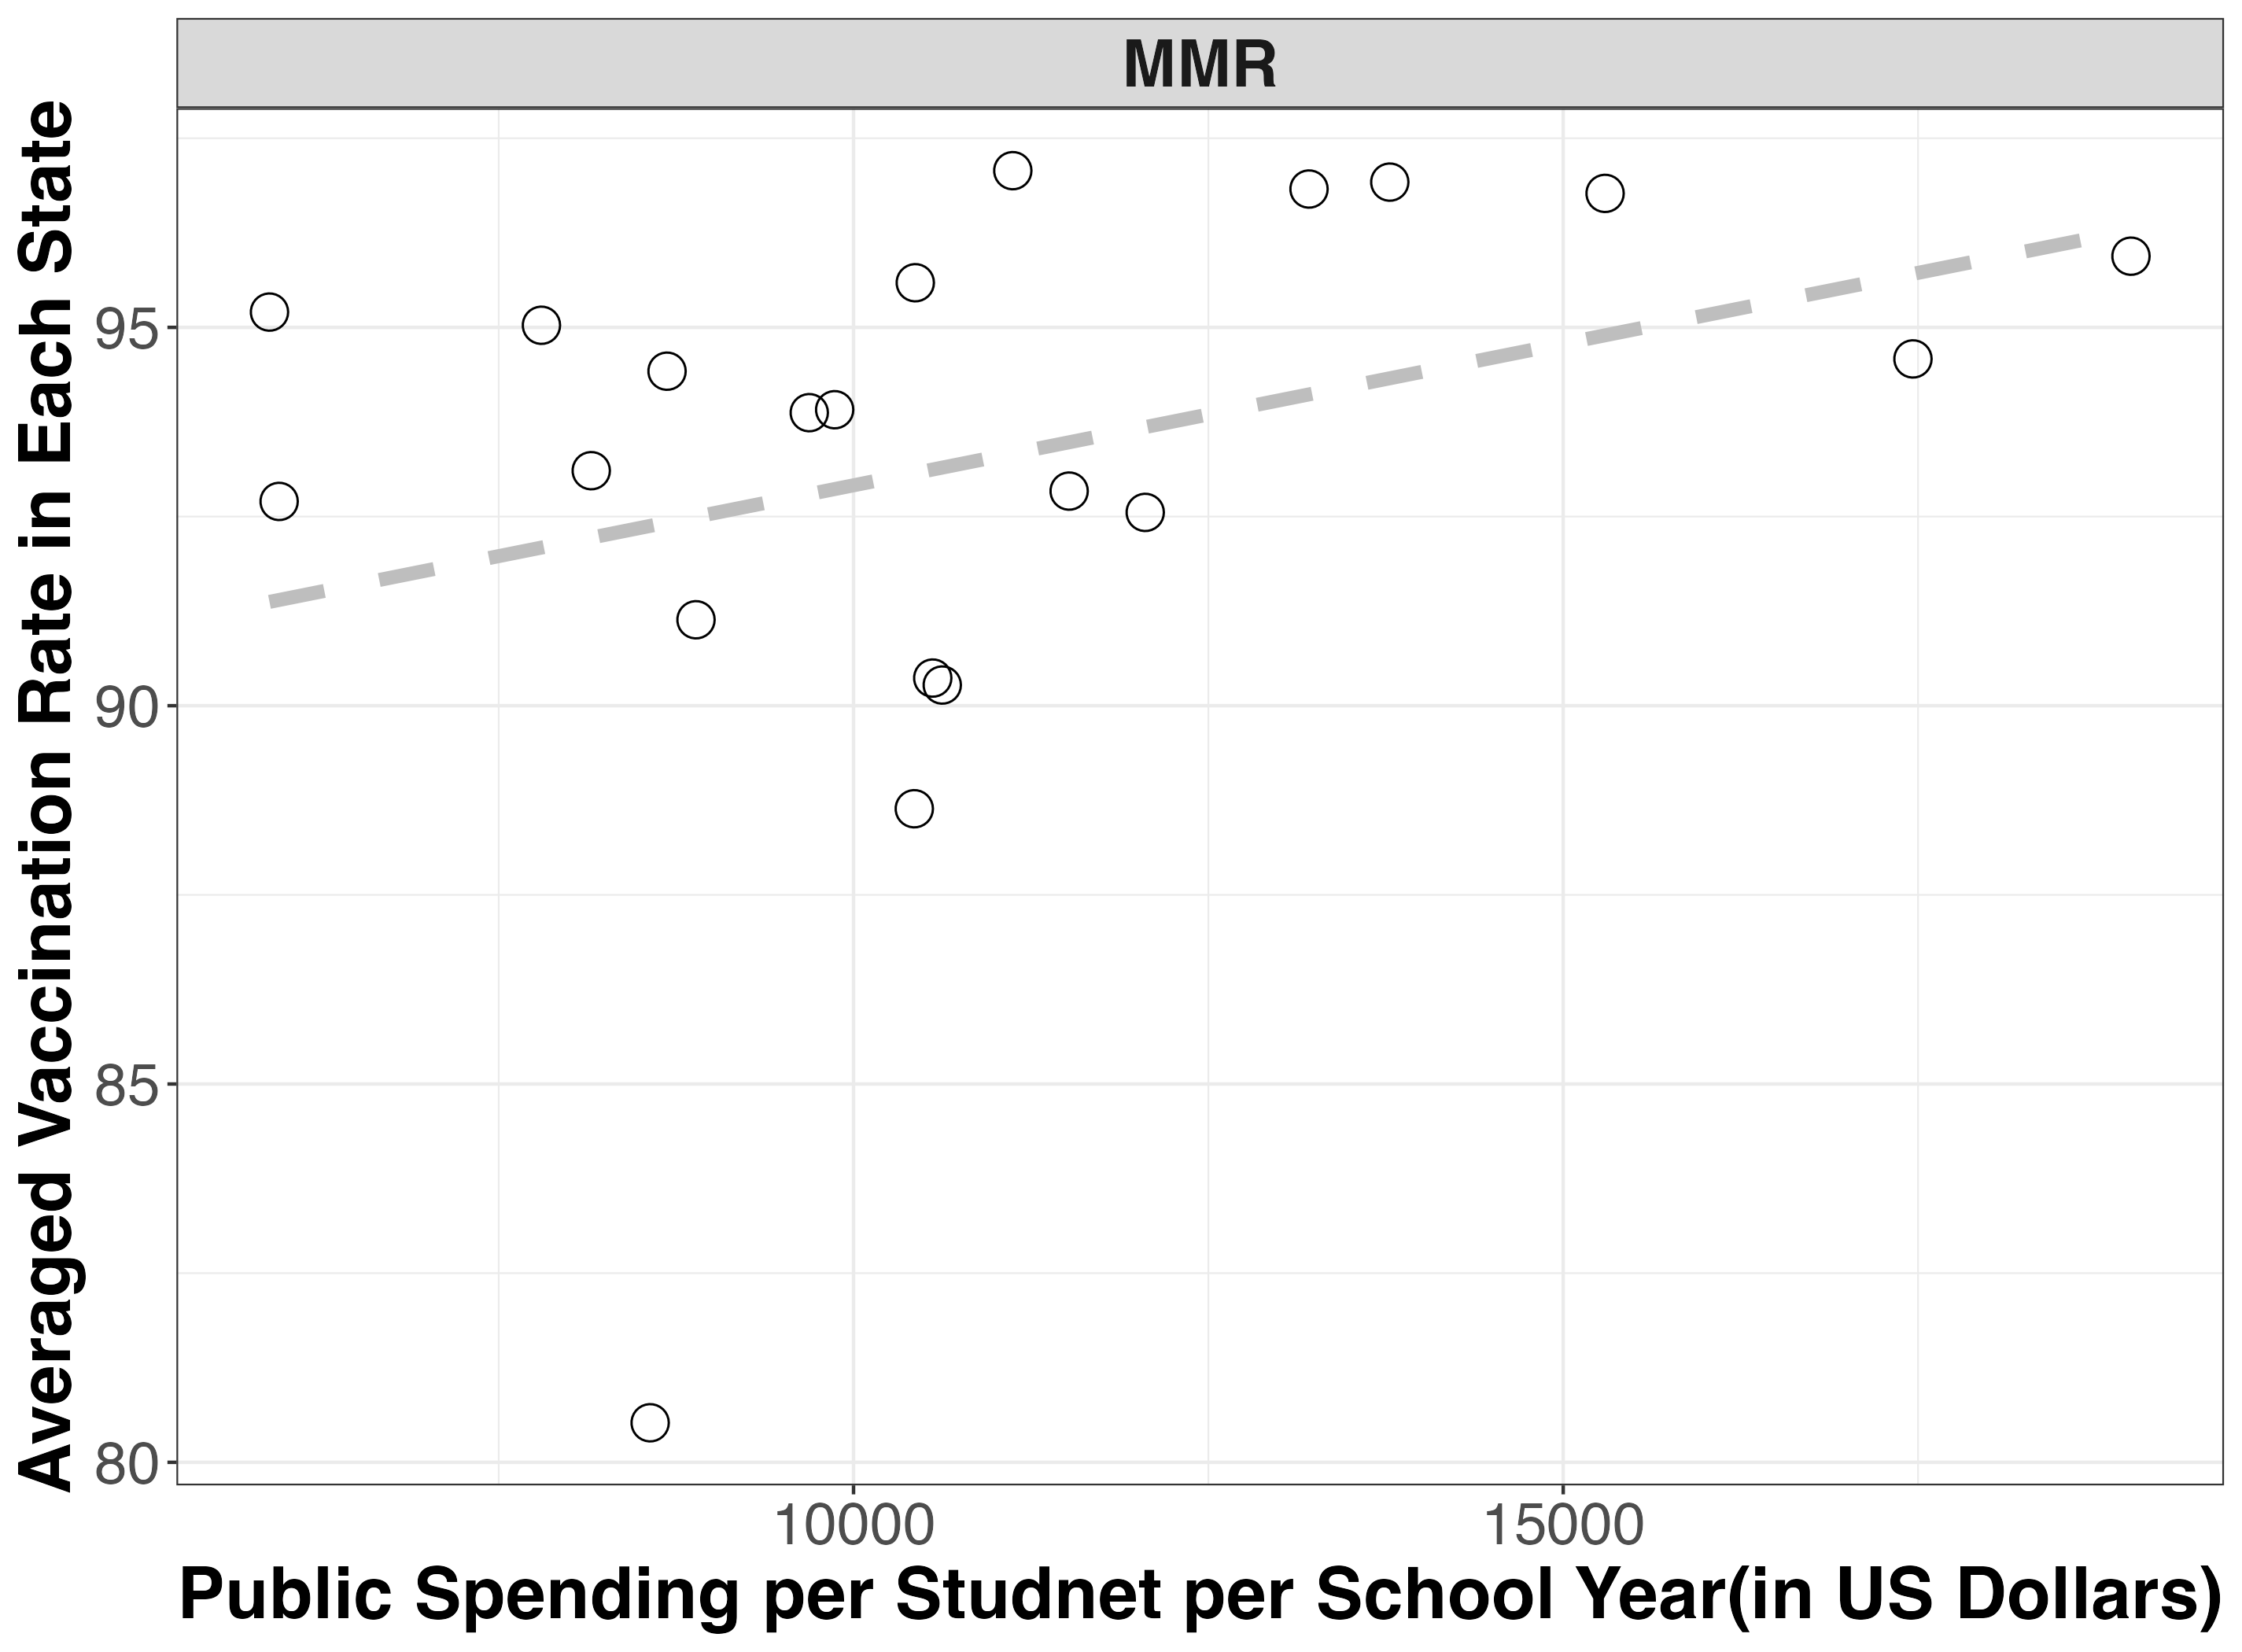 MMR
Averaged Vaccination Rate in Each State
95
90
85
80
10000
15000
Public Spending per Studnet per School Year(in US Dollars)